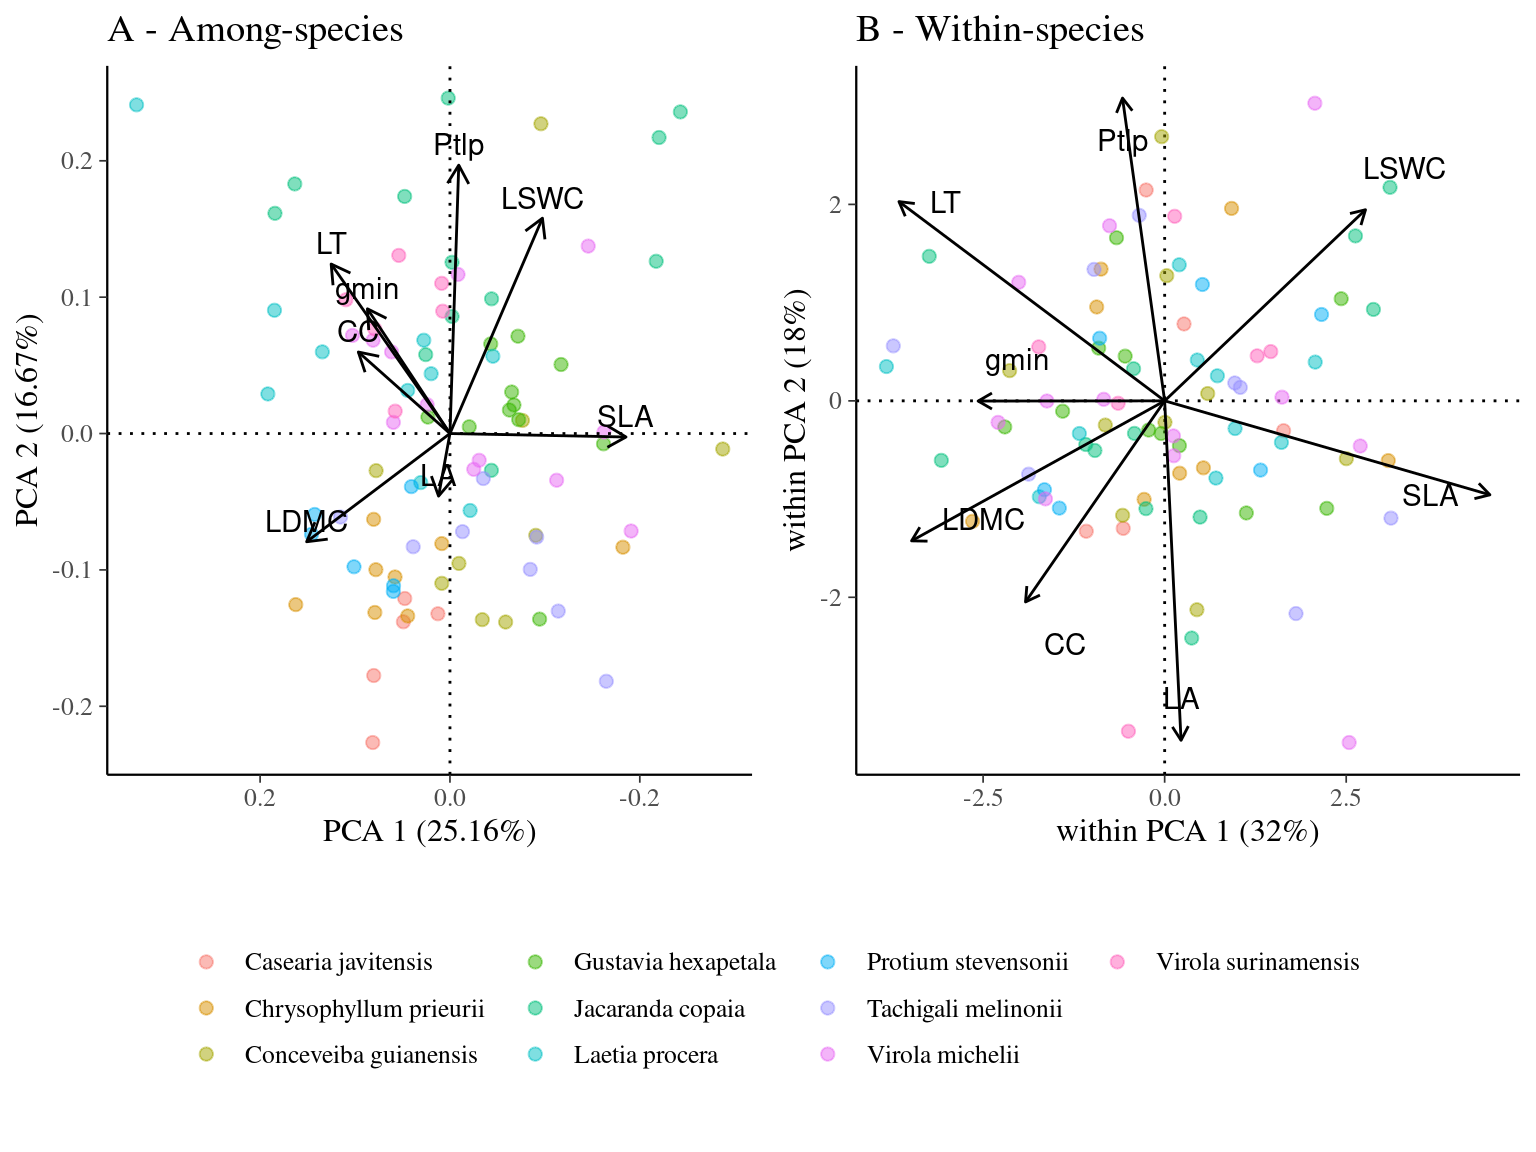 A - Among-species
B - Within-species
PCA 2 (16.67%)
0.2
0.1
0.0
-0.1
-0.2
Ptlp
LSWC
LT
gmin
CC
SLA
LA
LDMC
0.2
0.0
-0.2
PCA 1 (25.16%)
within PCA 2 (18%)
2
0
-2
Ptlp
LSWC
LT
gmin
SLA
LDMC
CC
LA
-2.5
0.0
2.5
within PCA 1 (32%)
Casearia javitensis
Gustavia hexapetala
Protium stevensonii
Virola surinamensis
Chrysophyllum prieurii
Jacaranda copaia
Tachigali melinonii
Conceveiba guianensis
Laetia procera
Virola michelii